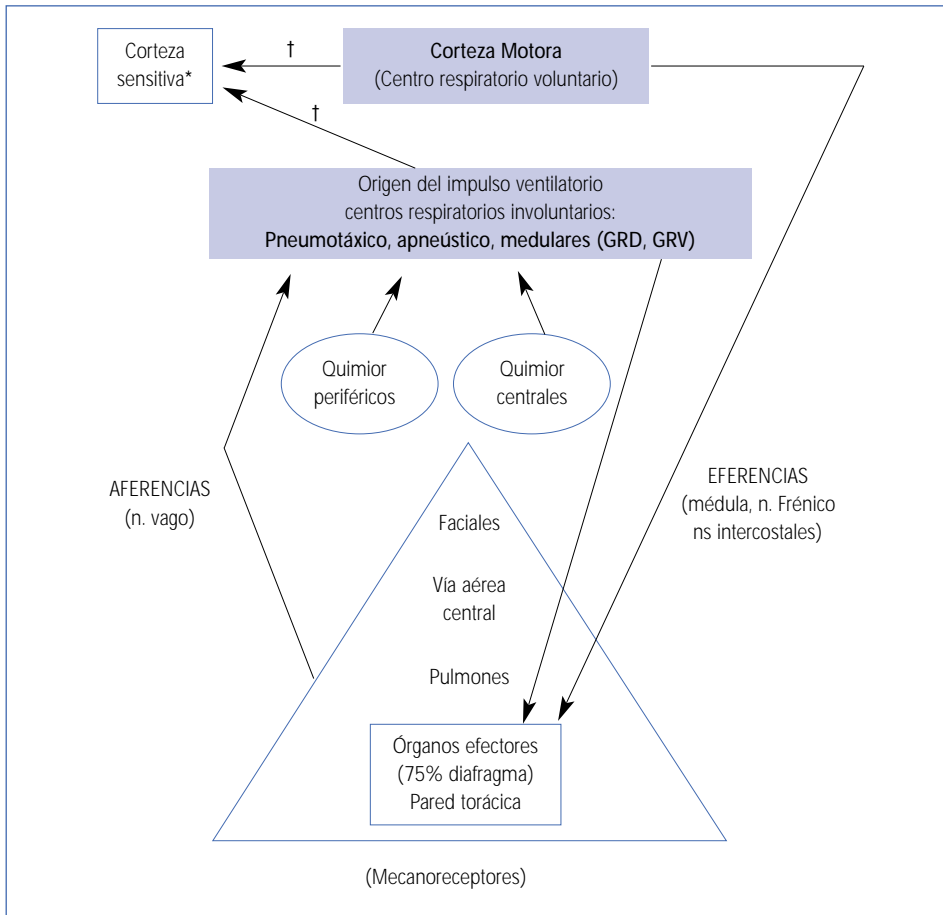 Corteza
sensitiva*
†
Corteza Motora
(Centro respiratorio voluntario)
†
Origen del impulso ventilatorio
centros respiratorios involuntarios:
Pneumotáxico, apneústico, medulares (GRD, GRV)
Quimior
periféricos
Quimior
centrales
AFERENCIAS
(n. vago)
EFERENCIAS
(médula, n. Frénico
ns intercostales)
Faciales
Vía aérea
central
Pulmones
Órganos efectores
(75% diafragma)
Pared torácica
(Mecanoreceptores)